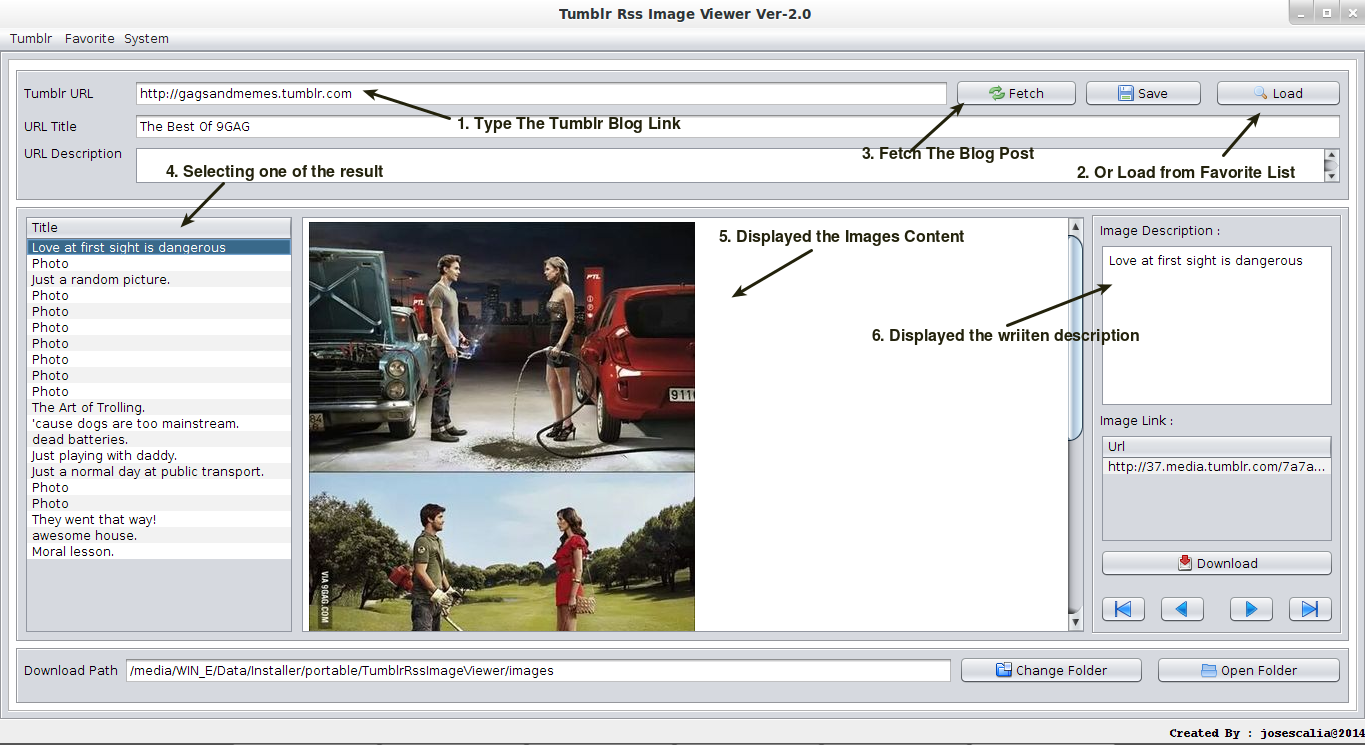 Tumblr Rss Image Viewer Ver-2.0
Tumblr Favorite System
Tumblr URL http://gagsandmemes.tumblr.com Fetch Save Load
1. Type The Tumblr Blog Link
URL Title The Best Of 9GAG
3. Fetch The Blog Post
URL Description
2. Or Load from Favorite List
4. Selecting one of the result
Title
Love at first sight is dangerous
Photo
Just a random picture.
Photo
Photo
Photo
Photo
Photo
Photo
Photo
The Art of Trolling.
'cause dogs are too mainstream.
dead batteries.
Just playing with daddy.
Just a normal day at public transport.
Photo
Photo
They went that way!
awesome house.
Moral lesson.
PTL
PTL
911
VIA 9GAG.COM
5. Displayed the Images Content
6. Displayed the wriiten description
Image Description :
Love at first sight is dangerous
Image Link :
Url
http://37.media.tumblr.com/7a7a...
Download
Download Path /media/WIN_E/Data/Installer/portable/TumblrRssImageViewer/images Change Folder Open Folder
Created By : josescalia@2014